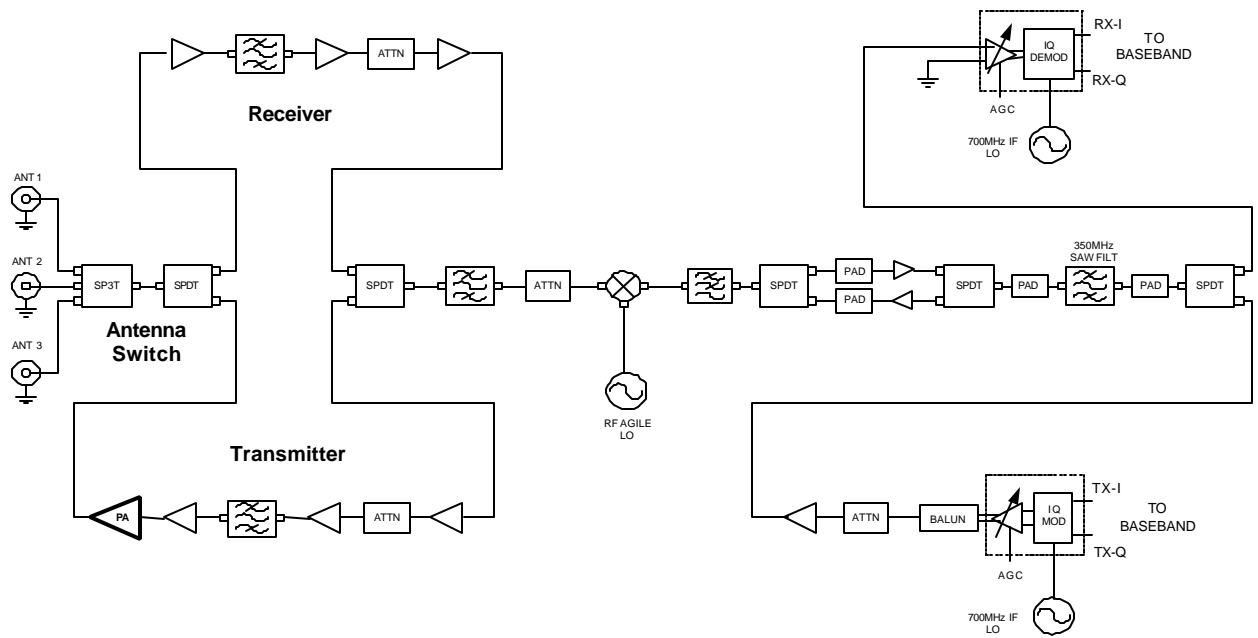 ATTN
Receiver
IQ
DEMOD
RX-I
RX-Q
TO
BASEBAND
AGC
700MHz IF
LO
ANT 1
ANT 2
ANT 3
SP3T
SPDT
Antenna
Switch
SPDT
ATTN
RF AGILE
LO
SPDT
PAD
PAD
SPDT
PAD
350MHz
SAW FILT
PAD
SPDT
Transmitter
PA
ATTN
ATTN
BALUN
IQ
MOD
TX-I
TX-Q
TO
BASEBAND
AGC
700MHz IF
LO